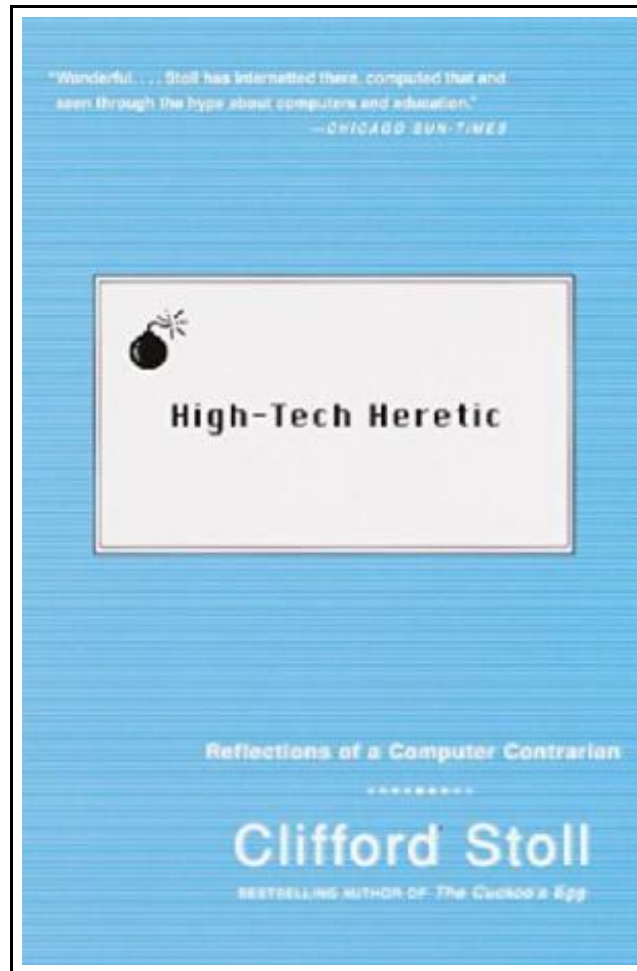 "Wonderful. . . . Stoll has internetted there, computed that and
seen through the hype about computers and education."
—CHICAGO SUN-TIMES
High-Tech Heretic
Reflections of a Computer Contrarian
Clifford Stoll
BESTSELLING AUTHOR OF The Cuckoo's Egg